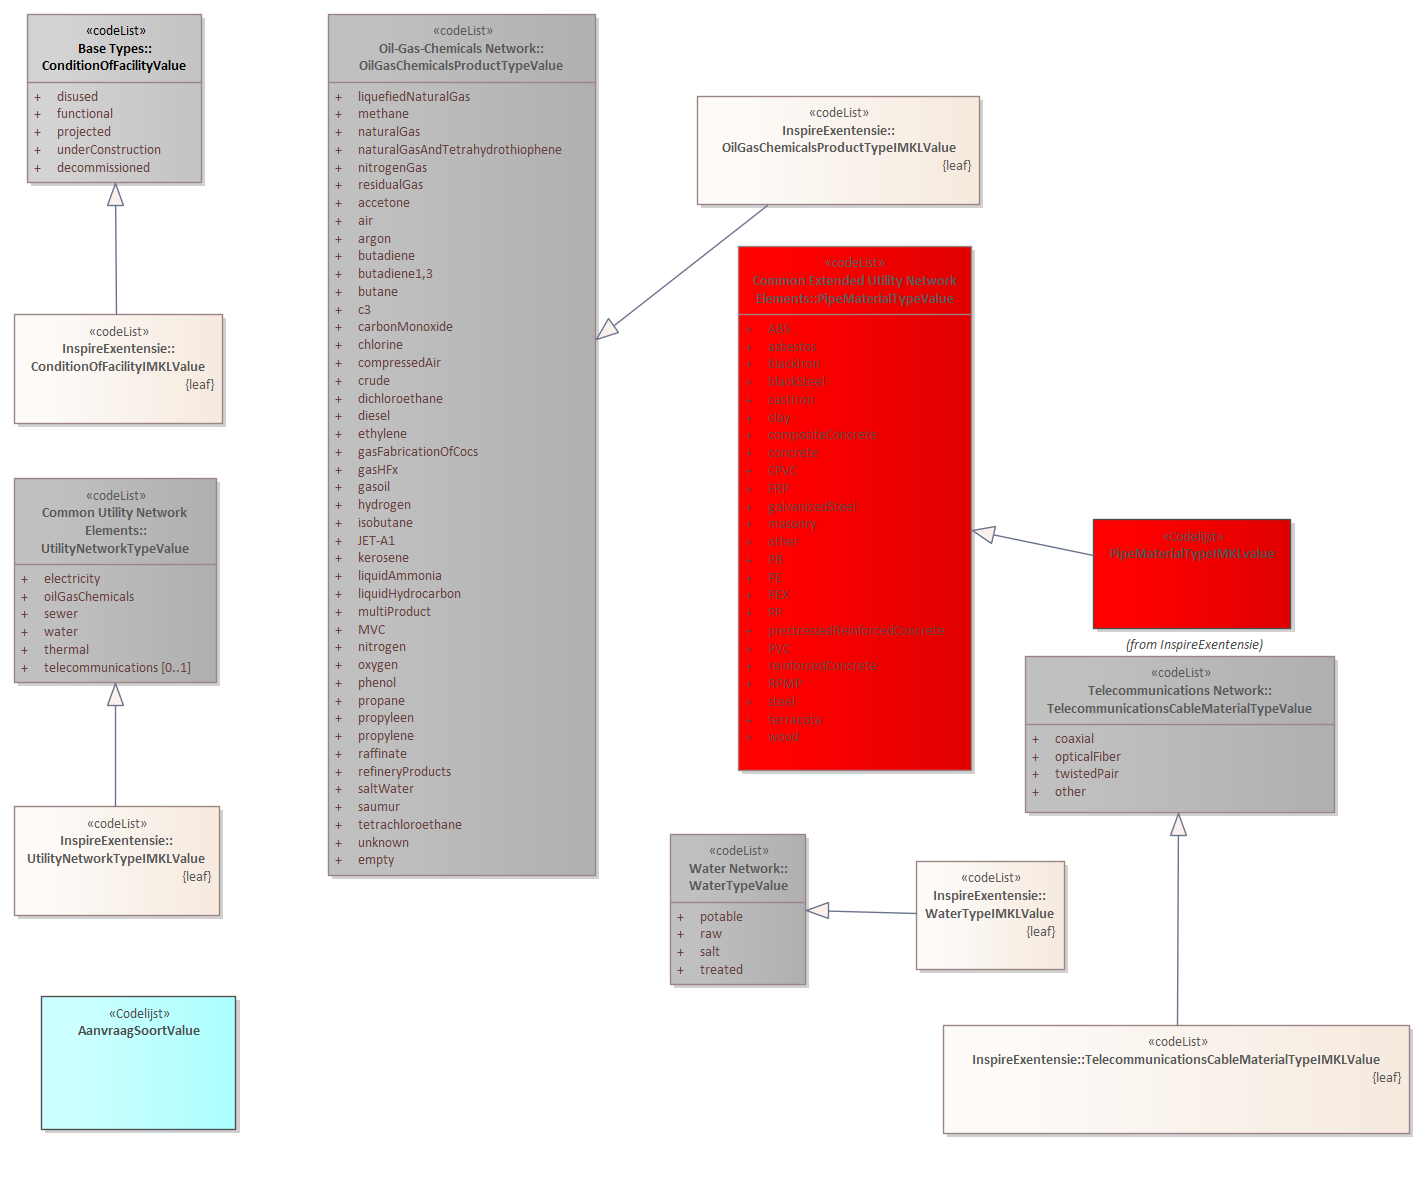 «codeList»
Base Types::
ConditionOfFacilityValue
+ disused
+ functional
+ projected
+ underConstruction
+ decommissioned
«codeList»
InspireExentensie::
ConditionOfFacilityIMKLValue
{leaf}
«codeList»
Common Utility Network
Elements::
UtilityNetworkTypeValue
+ electricity
+ oilGasChemicals
+ sewer
+ water
+ thermal
+ telecommunications [0..1]
«codeList»
InspireExentensie::
UtilityNetworkTypeIMKLValue
{leaf}
«Codelijst»
AanvraagSoortValue
«codeList»
Oil-Gas-Chemicals Network::
OilGasChemicalsProductTypeValue
+ liquefiedNaturalGas
+ methane
+ naturalGas
+ naturalGasAndTetrahydrothiophene
+ nitrogenGas
+ residualGas
+ accetone
+ air
+ argon
+ butadiene
+ butadiene1,3
+ butane
+ c3
+ carbonMonoxide
+ chlorine
+ compressedAir
+ crude
+ dichloroethane
+ diesel
+ ethylene
+ gasFabricationOfCocs
+ gasHFx
+ gasoil
+ hydrogen
+ isobutane
+ JET-A1
+ kerosene
+ liquidAmmonia
+ liquidHydrocarbon
+ multiProduct
+ MVC
+ nitrogen
+ oxygen
+ phenol
+ propane
+ propyleen
+ propylene
+ raffinate
+ refineryProducts
+ saltWater
+ saumur
+ tetrachloroethane
+ unknown
+ empty
«codeList»
InspireExentensie::
OilGasChemicalsProductTypeIMKLValue
{leaf}
«codeList»
Common Extended Utility Network
Elements::PipeMaterialTypeValue
+ ABS
+ asbestos
+ blackIron
+ blackSteel
+ castIron
+ clay
+ compositeConcrete
+ concrete
+ CPVC
+ FRP
+ galvanizedSteel
+ masonry
+ other
+ PB
+ PE
+ PEX
+ PP
+ prestressedReinforcedConcrete
+ PVC
+ reinforcedConcrete
+ RPMP
+ steel
+ terracota
+ wood
«Codelijst»
PipeMaterialTypeIMKLvalue
(from InspireExentensie)
«codeList»
Telecommunications Network::
TelecommunicationsCableMaterialTypeValue
+ coaxial
+ opticalFiber
+ twistedPair
+ other
«codeList»
Water Network::
WaterTypeValue
+ potable
+ raw
+ salt
+ treated
«codeList»
InspireExentensie::
WaterTypeIMKLValue
{leaf}
«codeList»
InspireExentensie::TelecommunicationsCableMaterialTypeIMKLValue
{leaf}